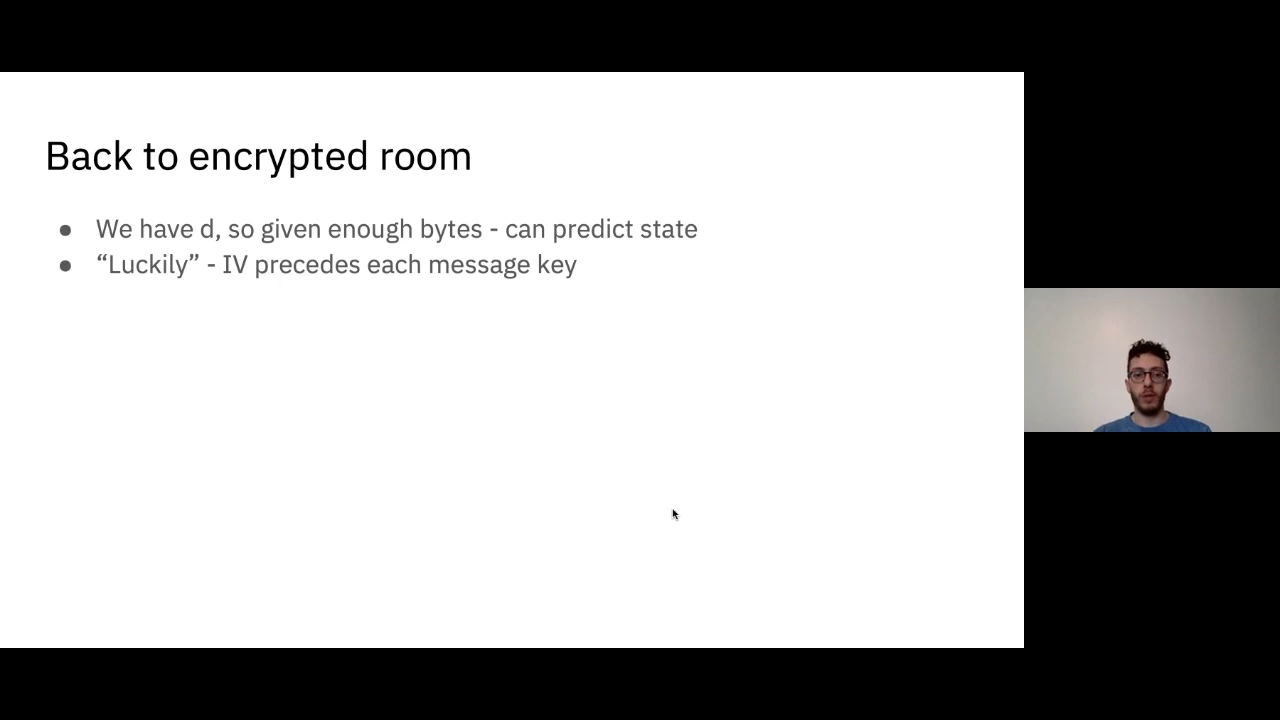 Back to encrypted room
● We have d, so given enough bytes - can predict state
● “Luckily” - IV precedes each message key